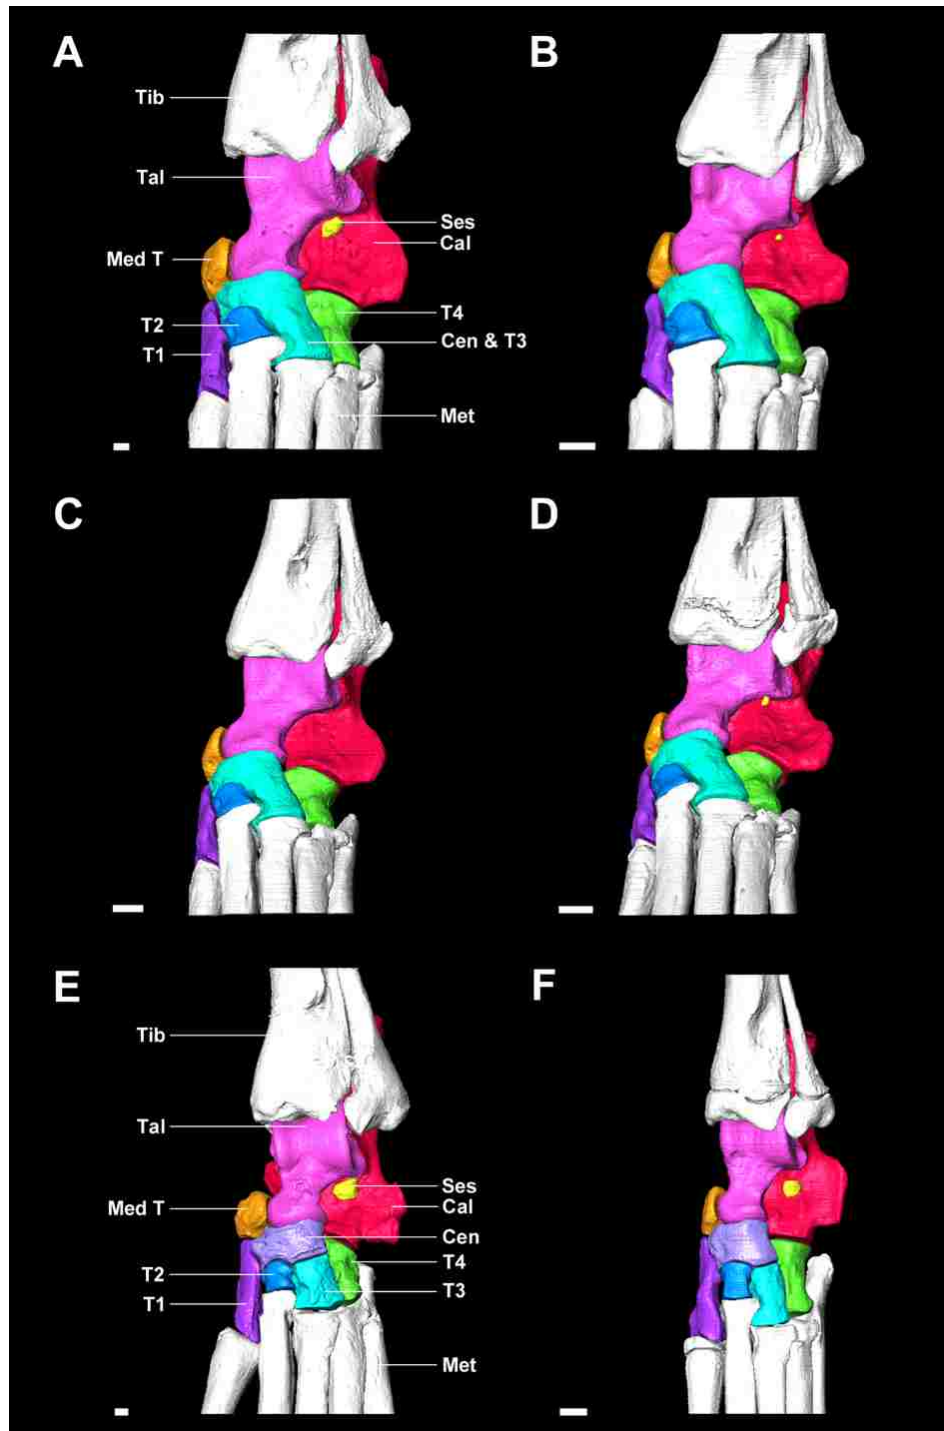 A
B
Tib
Tal
Ses
Cal
Med T
T4
T2
Cen & T3
T1
Met
C
D
E
F
Tib
Tal
Ses
Med T
Cal
Cen
T4
T2
T3
T1
Met